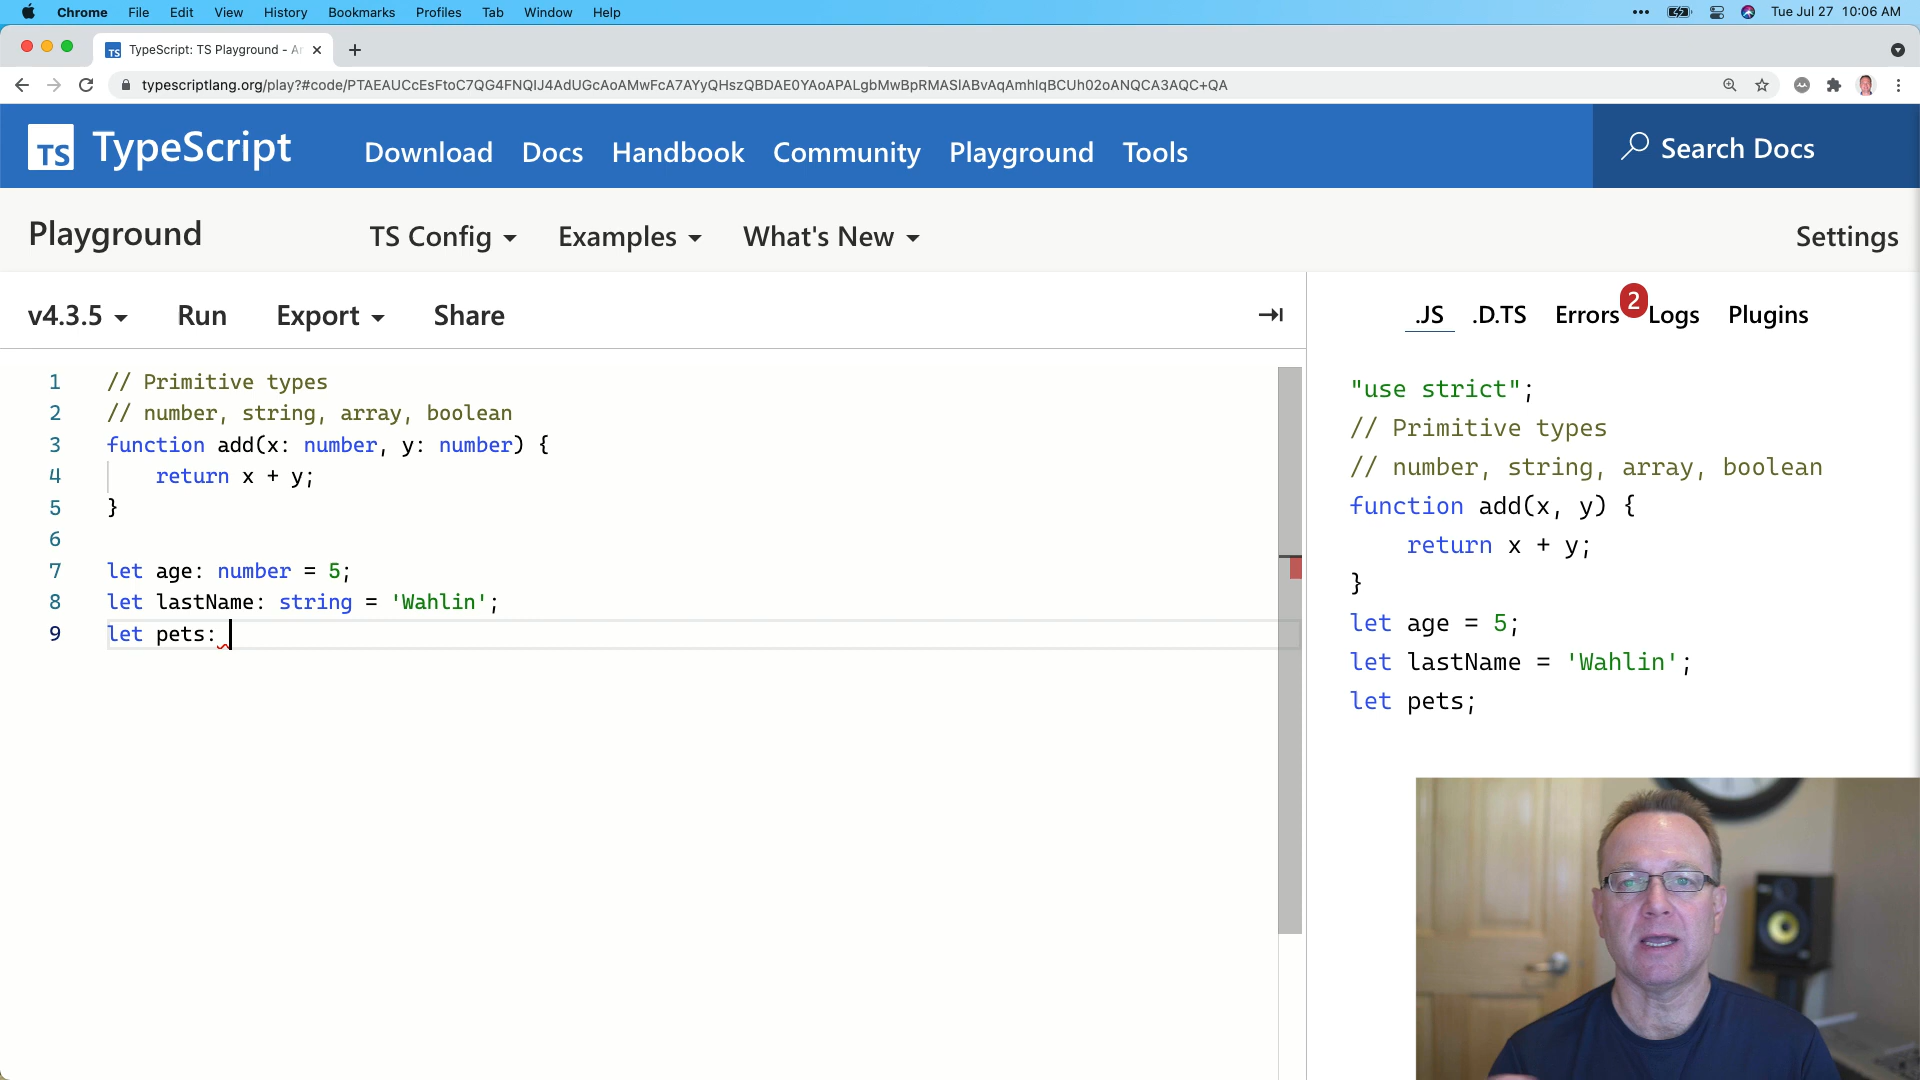 Chrome File Edit View History Bookmarks Profiles Tab Window Help
Tue Jul 27 10:06 AM
TypeScript: TS Playground - A
typescriptlang.org/play?#code/PTAEAUCcEsFtoC7QG4FNQIJ4AdUGcAoAMwFcA7AYyQHszQBDAE0YAoAPALgbMwBpRMASlABvAqAmhlqBCUh02oANQCA3AQC+QA
TS TypeScript
Download Docs Handbook Community Playground Tools
Search Docs
Playground
TS Config Examples What's New
Settings
v4.3.5 Run Export Share
.JS .D.TS Errors 2 Logs Plugins
1 // Primitive types
2 // number, string, array, boolean
3 function add(x: number, y: number) {
4 return x + y;
5 }
6
7 let age: number = 5;
8 let lastName: string = 'Wahlin';
9 let pets:
"use strict";
// Primitive types
// number, string, array, boolean
function add(x, y) {
return x + y;
}
let age = 5;
let lastName = 'Wahlin';
let pets;